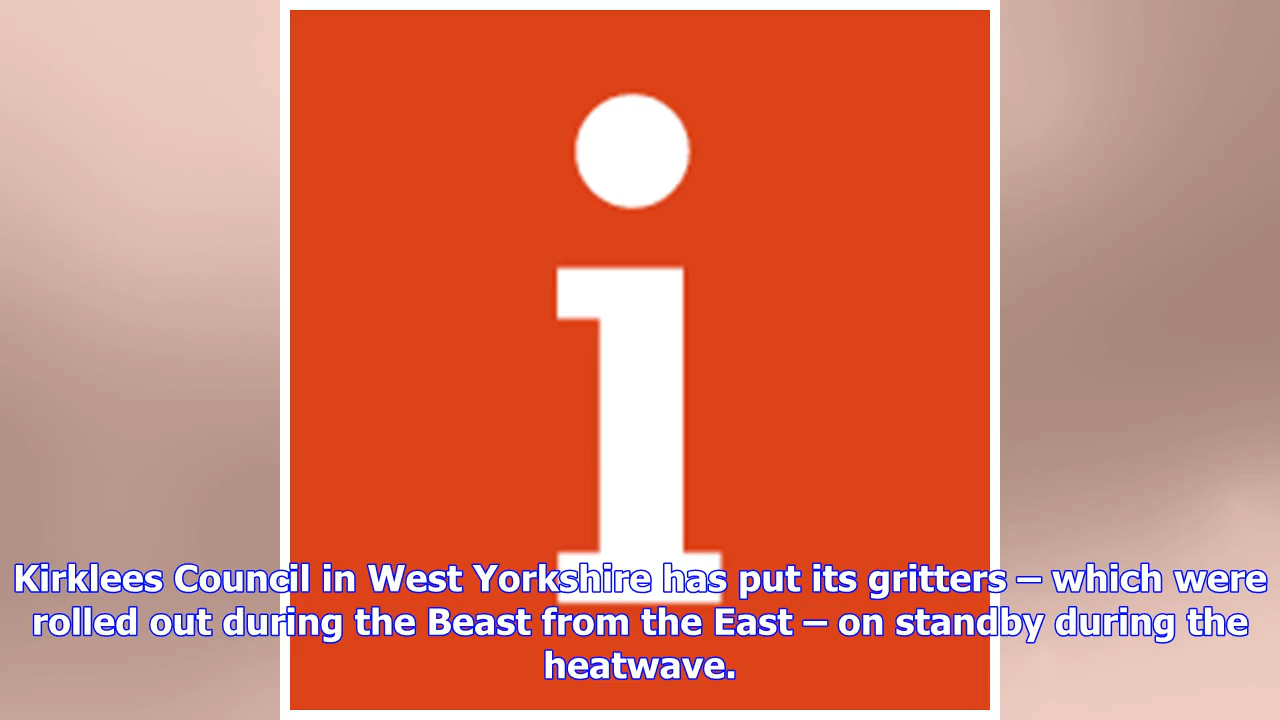 i
Kirklees Council in West Yorkshire has put its gritters – which were
rolled out during the Beast from the East – on standby during the
heatwave.